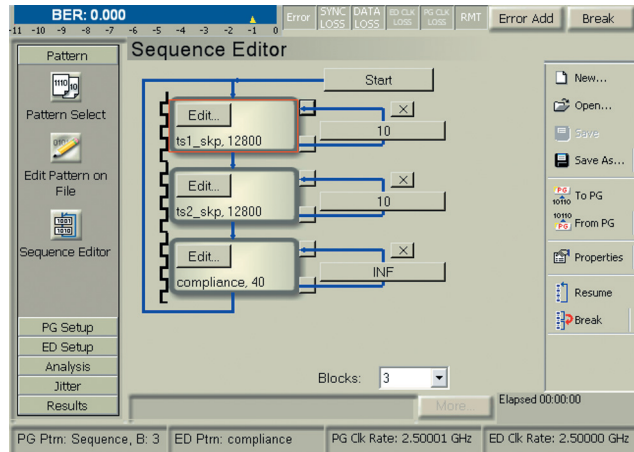 BER: 0.000
-11 -10 -9 -8 -7 -6 -5 -4 -3 -2 -1 0
Error
SYNC LOSS
DATA LOSS
ED CLK LOSS
PG CLK LOSS
RMT
Error Add
Break
Pattern
Pattern Select
Edit Pattern on
File
Sequence Editor
PG Setup
ED Setup
Analysis
Jitter
Results
Sequence Editor
Start
Edit...
ts1_skp, 12800
X
10
Edit...
ts2_skp, 12800
X
10
Edit...
compliance, 40
X
INF
Blocks: 3
More...
New...
Open...
Save
Save As...
To PG
From PG
Properties
Resume
Break
Elapsed 00:00:00
PG Ptrn: Sequence, B: 3
ED Ptrn: compliance
PG Clk Rate: 2.50001 GHz
ED Clk Rate: 2.50000 GHz